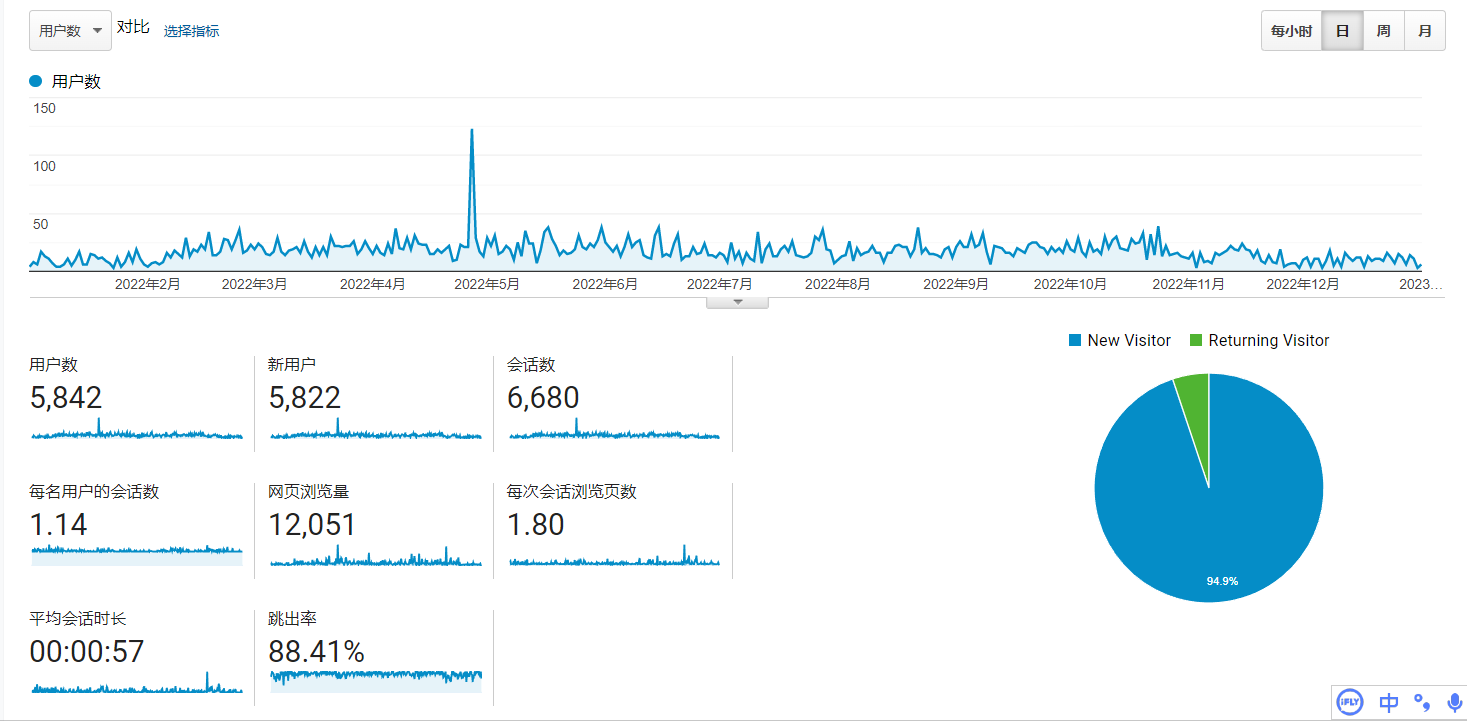 用户数 对比 选择指标 每小时 日 周 月
用户数
150
100
50
2022年2月 2022年3月 2022年4月 2022年5月 2022年6月 2022年7月 2022年8月 2022年9月 2022年10月 2022年11月 2022年12月 2023…
New Visitor Returning Visitor
用户数 新用户 会话数
5,842 5,822 6,680
每名用户的会话数 网页浏览量 每次会话浏览页数
1.14 12,051 1.80
94.9%
平均会话时长 跳出率
00:00:57 88.41%
iFLY 中